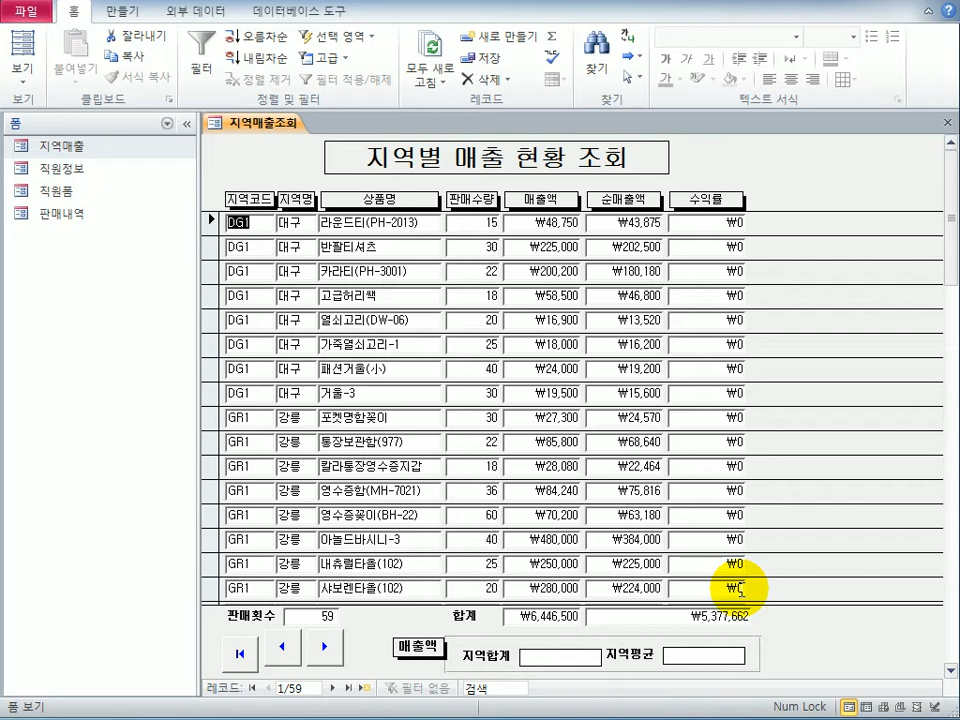 파일 홈 만들기 외부 데이터 데이터베이스 도구
보기
붙여넣기
잘라내기
복사
서식 복사
필터
오름차순
내림차순
정렬 제거
선택 영역
고급
필터 적용/해제
모두 새로 고침
새로 만들기
저장
삭제
찾기
가 가 가
가
보기 클립보드 정렬 및 필터 레코드 찾기 텍스트 서식
폼
지역매출
직원정보
직원폼
판매내역
지역매출조회
지역별 매출 현황 조회
지역코드 지역명 상품명 판매수량 매출액 순매출액 수익률
DG1 대구 라운드티(PH-2013) 15 ₩48,750 ₩43,875 ₩0
DG1 대구 반팔티셔츠 30 ₩225,000 ₩202,500 ₩0
DG1 대구 카라티(PH-3001) 22 ₩200,200 ₩180,180 ₩0
DG1 대구 고급허리쌕 18 ₩58,500 ₩46,800 ₩0
DG1 대구 열쇠고리(DW-06) 20 ₩16,900 ₩13,520 ₩0
DG1 대구 가죽열쇠고리-1 25 ₩18,000 ₩16,200 ₩0
DG1 대구 패션거울(小) 40 ₩24,000 ₩19,200 ₩0
DG1 대구 거울-3 30 ₩19,500 ₩15,600 ₩0
GR1 강릉 포켓명함꽂이 30 ₩27,300 ₩24,570 ₩0
GR1 강릉 통장보관함(977) 22 ₩85,800 ₩68,640 ₩0
GR1 강릉 칼라통장영수증지갑 18 ₩28,080 ₩22,464 ₩0
GR1 강릉 영수증함(MH-7021) 36 ₩84,240 ₩75,816 ₩0
GR1 강릉 영수증꽂이(BH-22) 60 ₩70,200 ₩63,180 ₩0
GR1 강릉 아놀드바시니-3 40 ₩480,000 ₩384,000 ₩0
GR1 강릉 내츄럴타올(102) 25 ₩250,000 ₩225,000 ₩0
GR1 강릉 샤보렌타올(102) 20 ₩280,000 ₩224,000 ₩0
판매횟수 59 합계 ₩6,446,500 ₩5,377,662
매출액 지역합계 지역평균
레코드: 1/59 필터 없음 검색
폼 보기 Num Lock